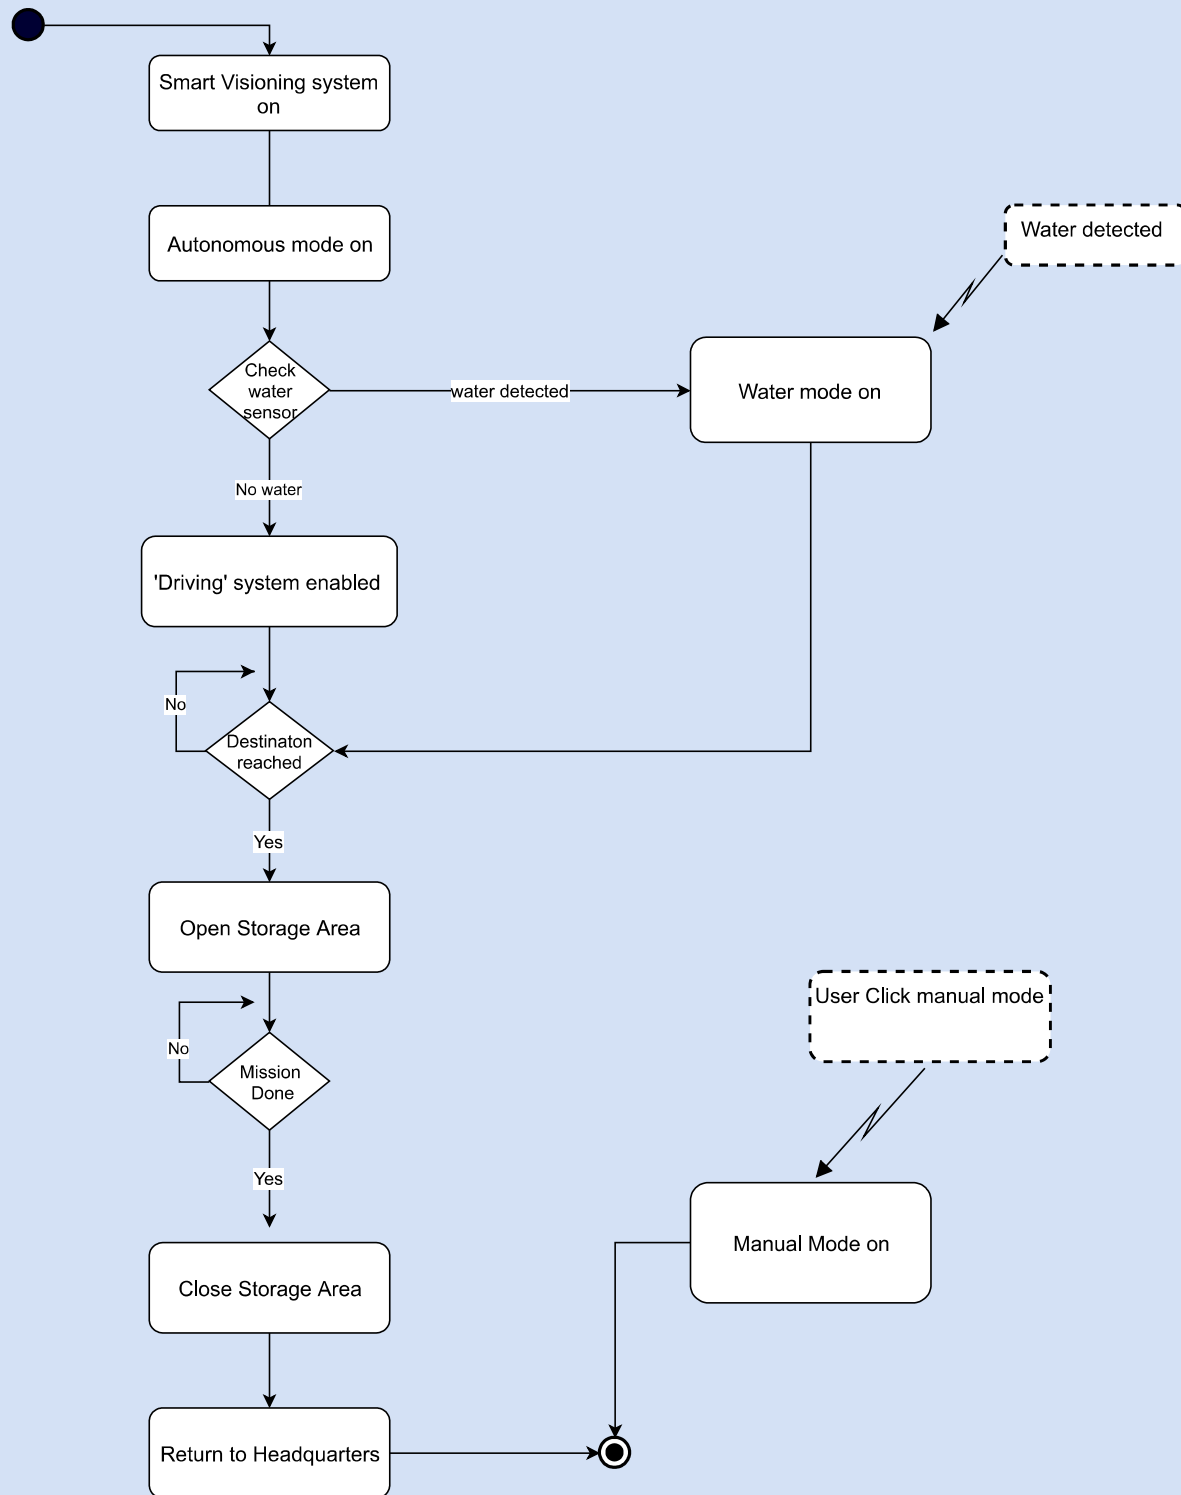 Smart Visioning system
on
Autonomous mode on
Water detected
Check
water
sensor
water detected
Water mode on
No water
'Driving' system enabled
No
Destinaton
reached
Yes
Open Storage Area
User Click manual mode
No
Mission
Done
Yes
Manual Mode on
Close Storage Area
Return to Headquarters